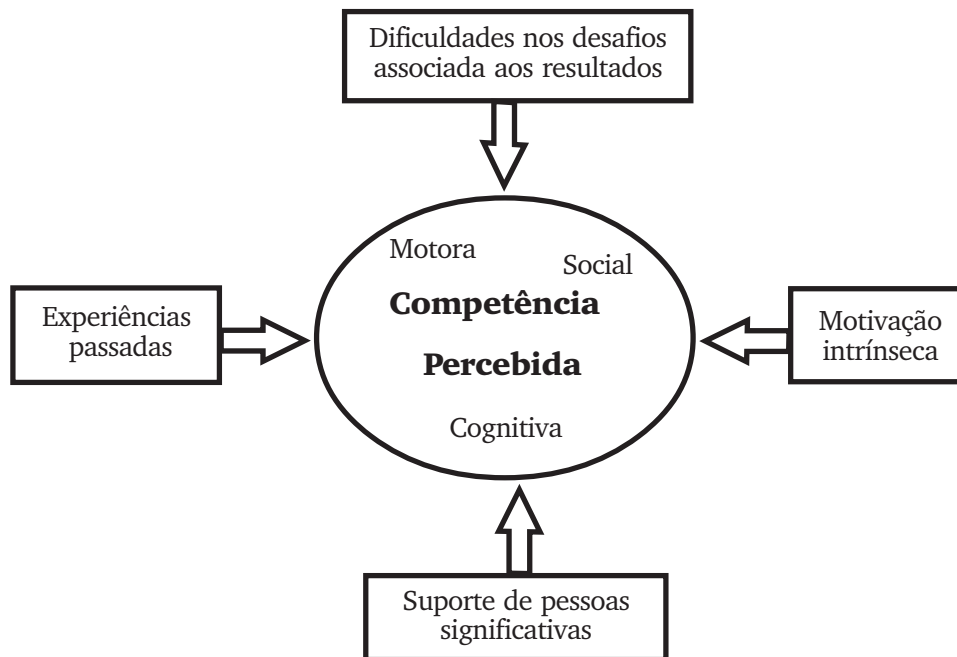 Dificuldades nos desafios
associada aos resultados
Motora
Social
Experiências
passadas
Competência
Percebida
Motivação
intrínseca
Cognitiva
Suporte de pessoas
significativas